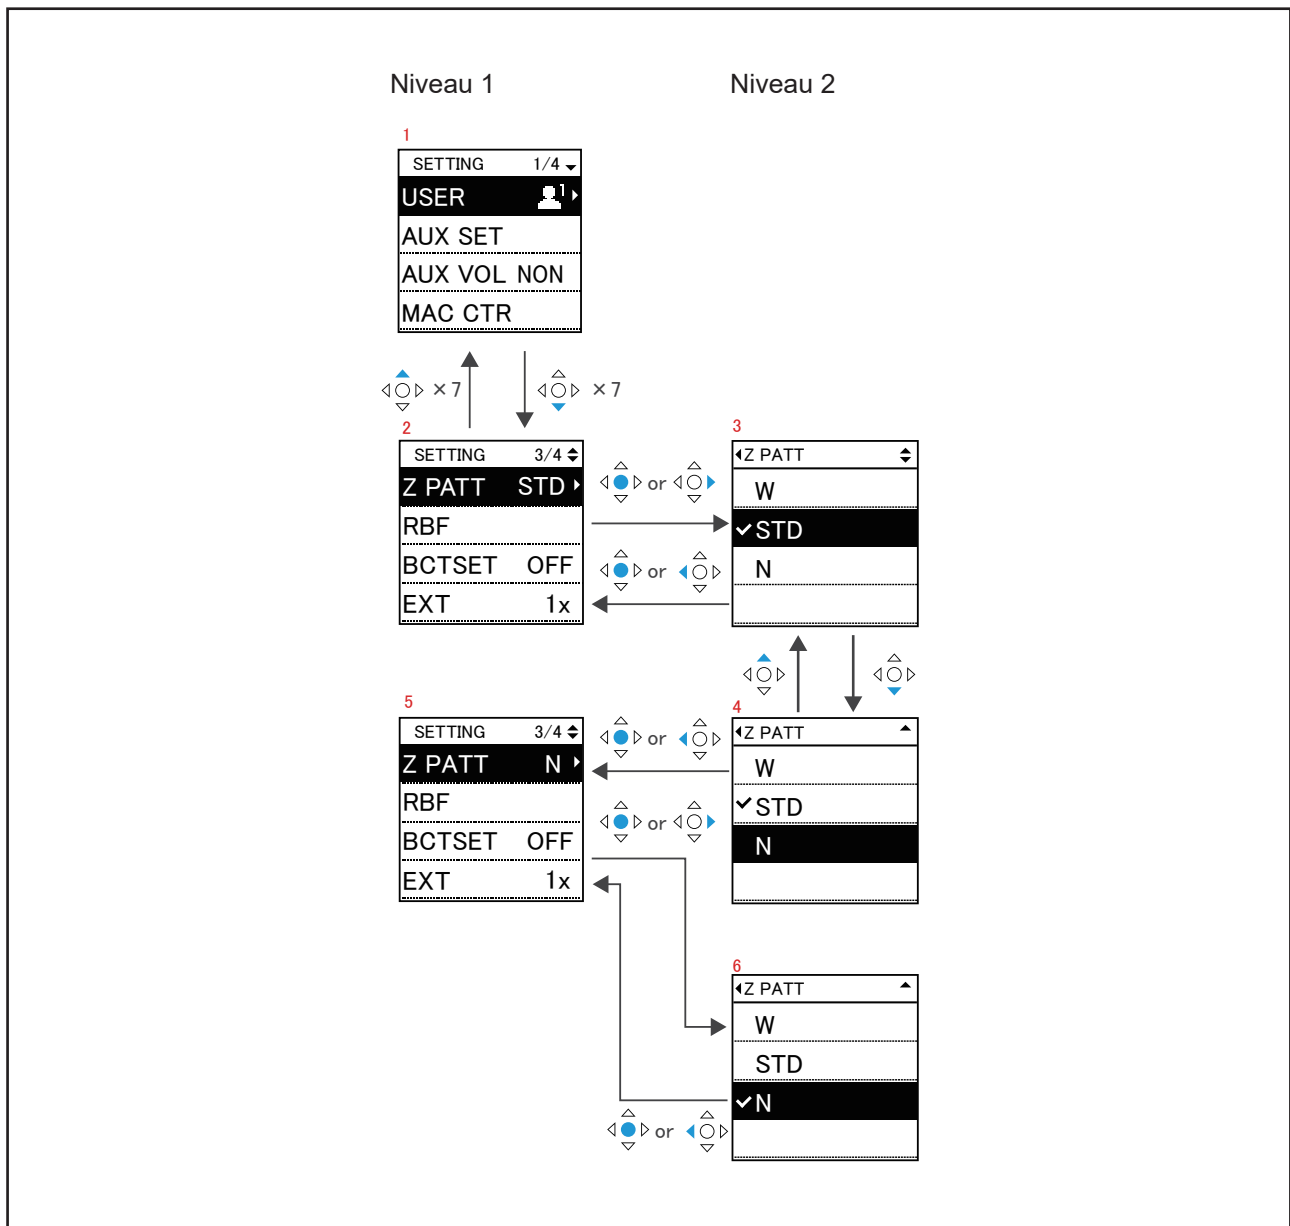 Niveau 1
Niveau 2
1
SETTING 1/4
USER 1
AUX SET
AUX VOL NON
MAC CTR
×7
×7
2
SETTING 3/4
Z PATT STD
RBF
BCTSET OFF
EXT 1x
or
or
3
Z PATT
W
STD
N
5
SETTING 3/4
Z PATT N
RBF
BCTSET OFF
EXT 1x
or
or
4
Z PATT
W
STD
N
6
Z PATT
W
STD
N
or